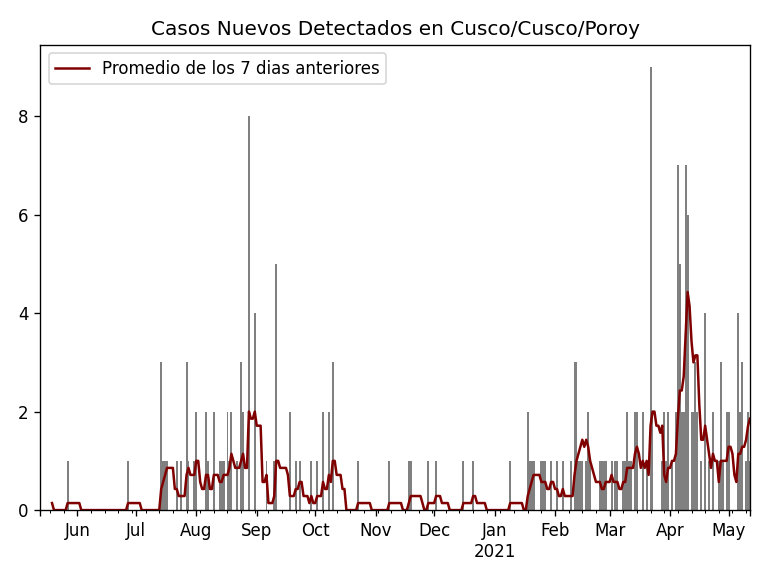 Casos Nuevos Detectados en Cusco/Cusco/Poroy
Promedio de los 7 dias anteriores
8
6
4
2
0
Jun Jul Aug Sep Oct Nov Dec Jan Feb Mar Apr May
2021